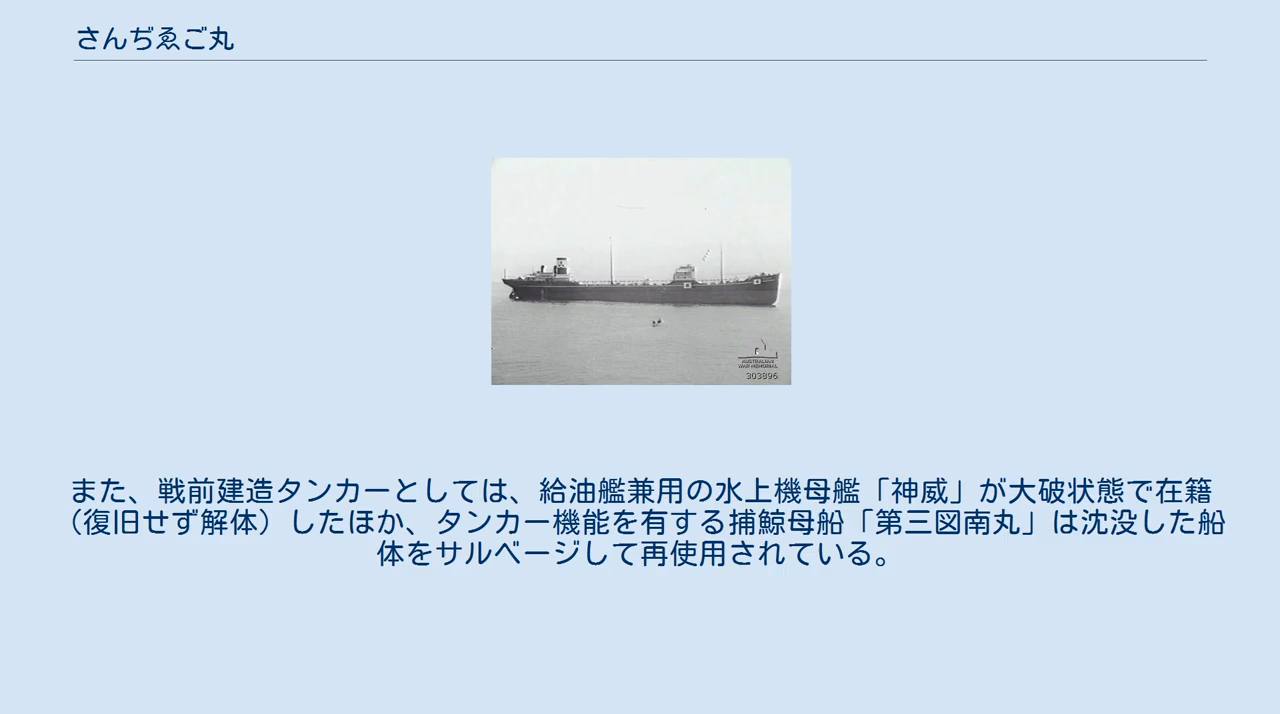 さんぢゑご丸
AUSTRALIAN
WAR MEMORIAL
303896
また、戦前建造タンカーとしては、給油艦兼用の水上機母艦「神威」が大破状態で在籍
（復旧せず解体）したほか、タンカー機能を有する捕鯨母船「第三図南丸」は沈没した船
体をサルベージして再使用されている。